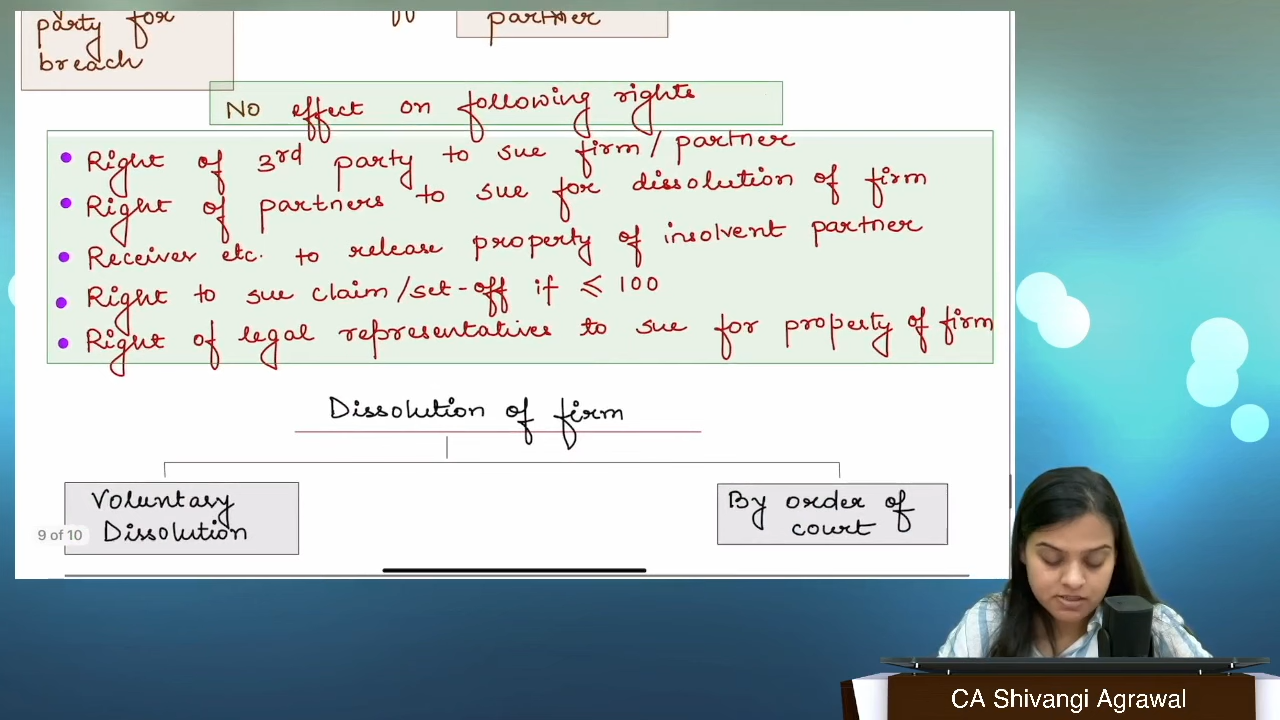 party for
breach
partner
No effect on following rights
• Right of 3rd party to sue firm/partner
• Right of partners to sue for dissolution of firm
• Receiver etc. to release property of insolvent partner
• Right to sue claim/set-off if ≤ 100
• Right of legal representatives to sue for property of firm
Dissolution of firm
Voluntary
Dissolution
By order of
court
9 of 10
CA Shivangi Agrawal